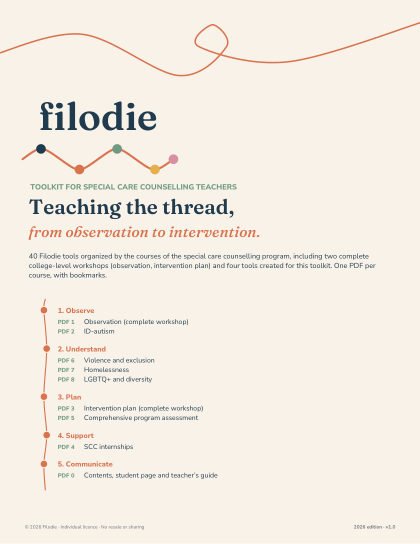 filodie
TOOLKIT FOR SPECIAL CARE COUNSELLING TEACHERS
Teaching the thread,
from observation to intervention.
40 Filodie tools organized by the courses of the special care counselling program, including two complete
college-level workshops (observation, intervention plan) and four tools created for this toolkit. One PDF per
course, with bookmarks.
1. Observe
PDF 1 Observation (complete workshop)
PDF 2 ID-autism
2. Understand
PDF 6 Violence and exclusion
PDF 7 Homelessness
PDF 8 LGBTQ+ and diversity
3. Plan
PDF 3 Intervention plan (complete workshop)
PDF 5 Comprehensive program assessment
4. Support
PDF 4 SCC internships
5. Communicate
PDF 0 Contents, student page and teacher's guide
© 2026 Filodie · Individual licence · No resale or sharing
2026 edition · v1.0